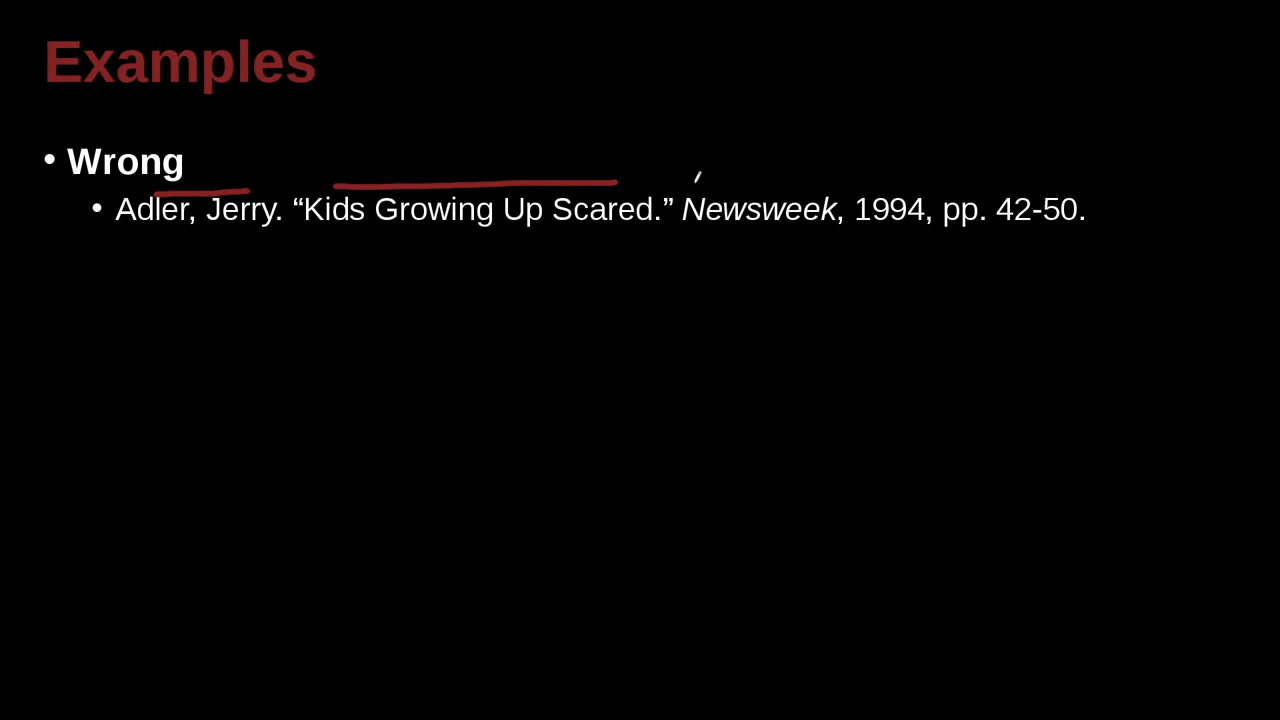 Examples
• Wrong
• Adler, Jerry. “Kids Growing Up Scared.” Newsweek, 1994, pp. 42-50.